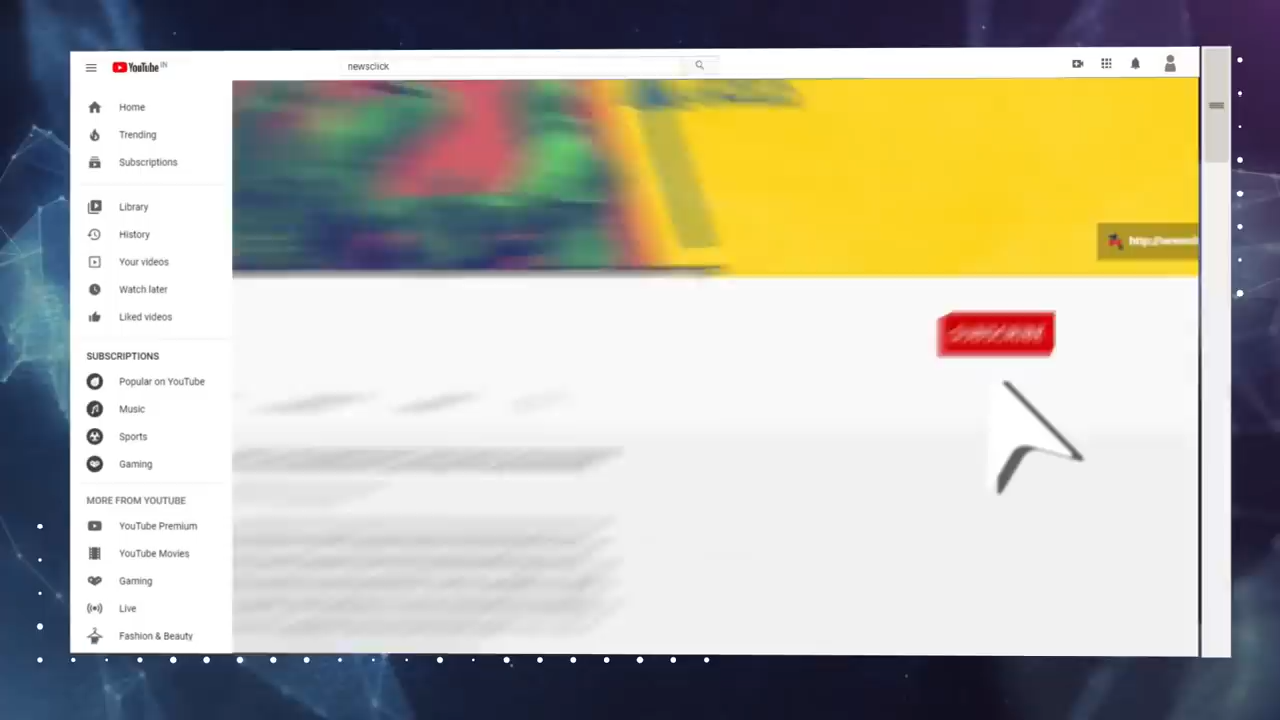 YouTube IN
newsclick
Home
Trending
Subscriptions
Library
History
Your videos
Watch later
Liked videos
SUBSCRIPTIONS
Popular on YouTube
Music
Sports
Gaming
MORE FROM YOUTUBE
YouTube Premium
YouTube Movies
Gaming
Live
Fashion & Beauty
SUBSCRIBE